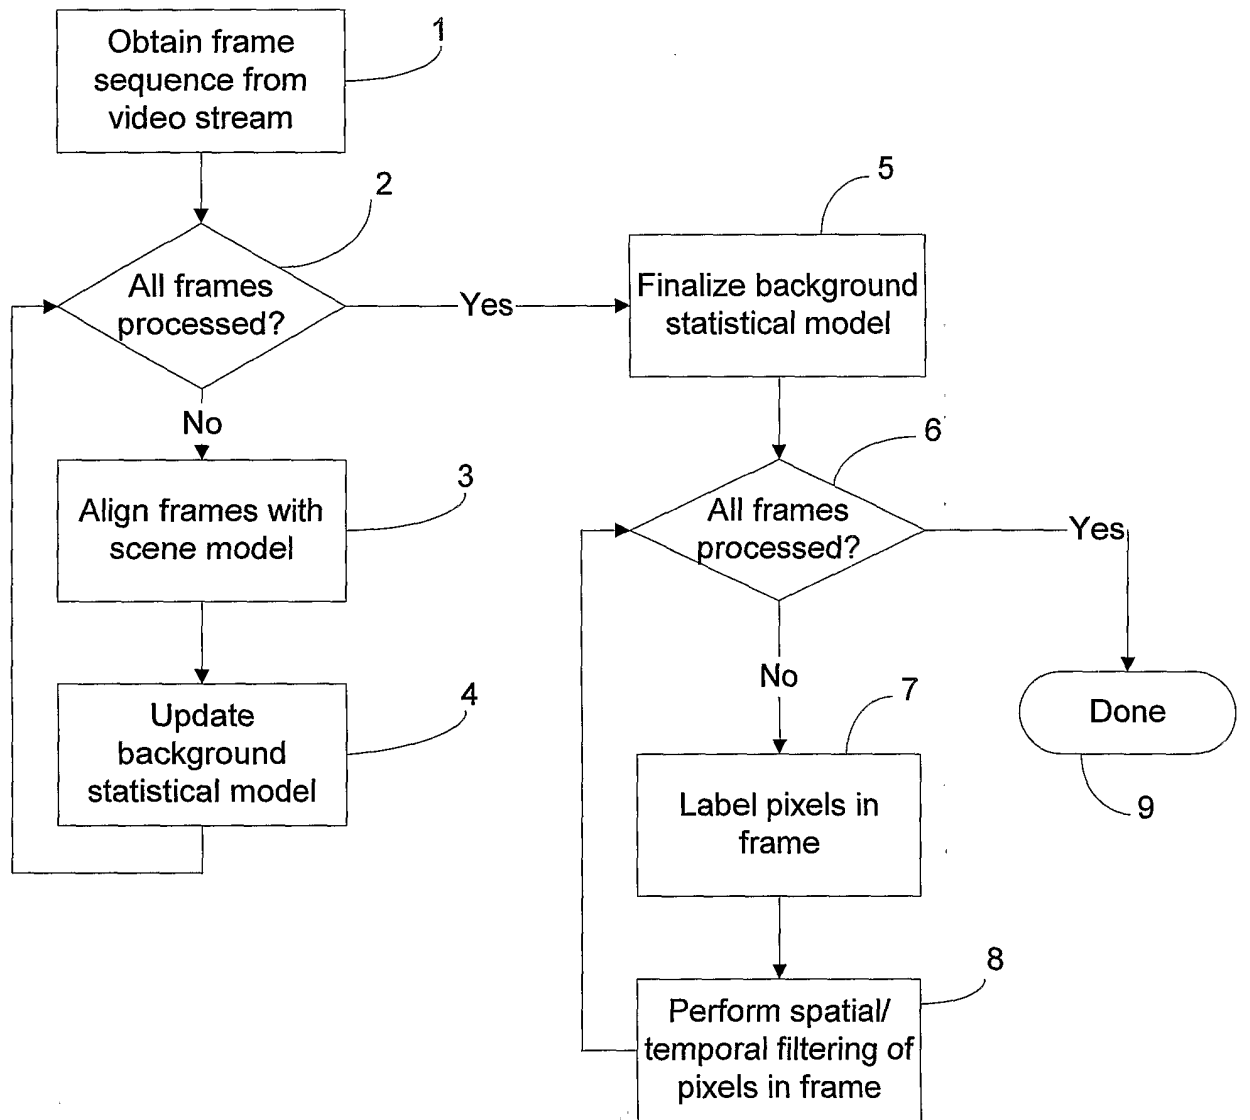 Obtain frame
sequence from
video stream
1
All frames
processed?
2
Yes
No
Align frames with
scene model
3
Update
background
statistical model
4
Finalize background
statistical model
5
All frames
processed?
6
Yes
No
Label pixels in
frame
7
Perform spatial/
temporal filtering of
pixels in frame
8
Done
9